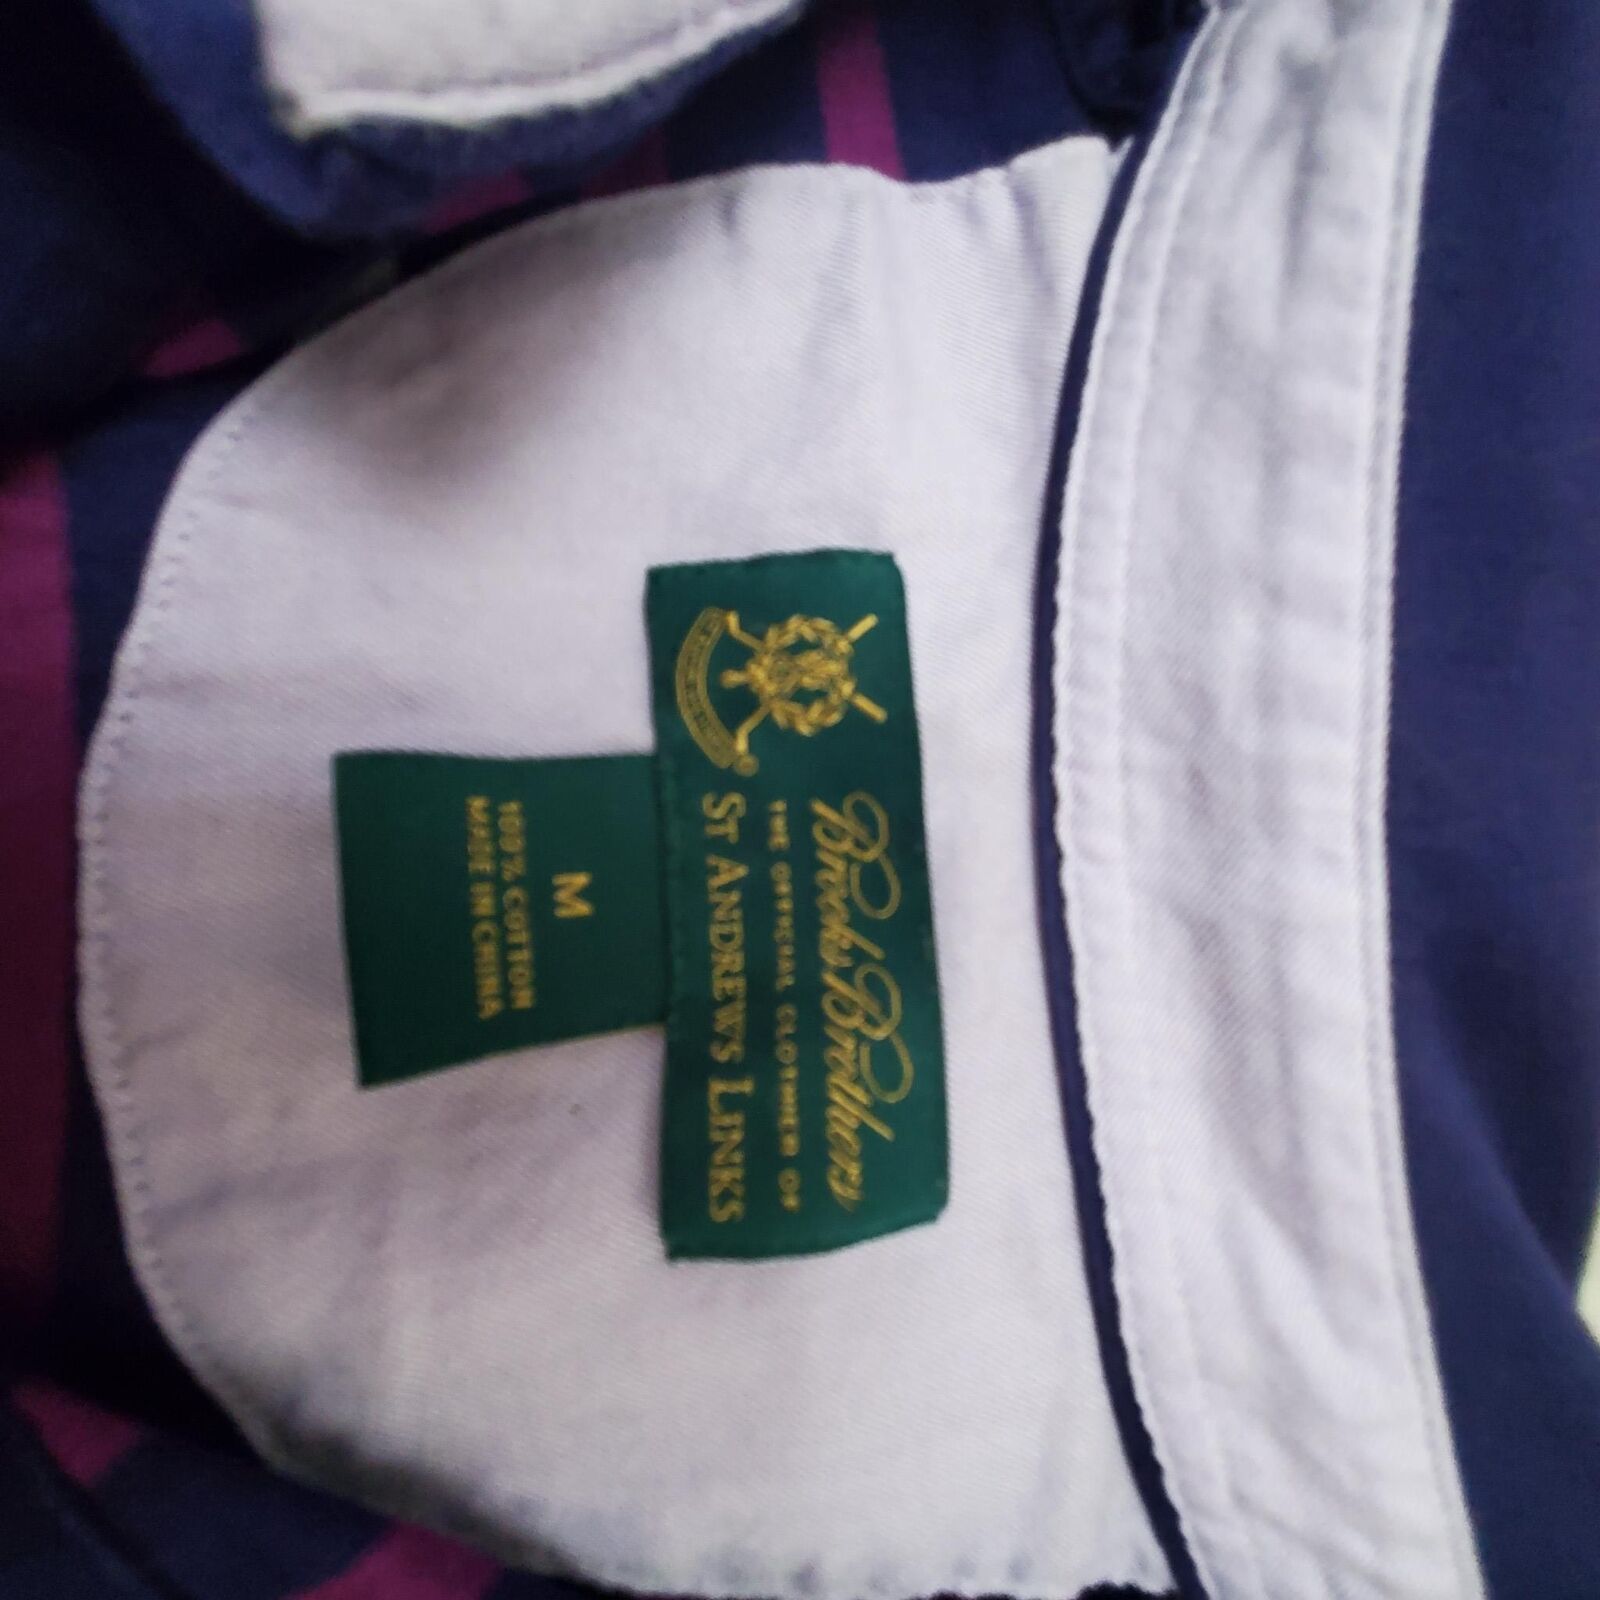 Brooks Brothers
THE OFFICIAL CLOTHIER OF
ST ANDREWS LINKS
M
100% COTTON
MADE IN CHINA